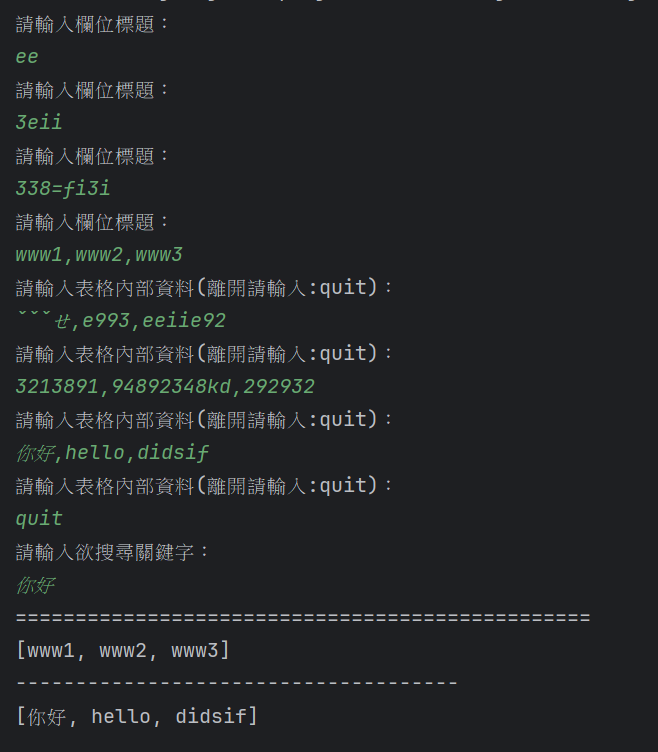 請輸入欄位標題：
ee
請輸入欄位標題：
3eii
請輸入欄位標題：
338=fi3i
請輸入欄位標題：
www1,www2,www3
請輸入表格內部資料(離開請輸入:quit)：
ˇˇˇせ,e993,eeiie92
請輸入表格內部資料(離開請輸入:quit)：
3213891,94892348kd,292932
請輸入表格內部資料(離開請輸入:quit)：
你好,hello,didsif
請輸入表格內部資料(離開請輸入:quit)：
quit
請輸入欲搜尋關鍵字：
你好
================================================
[www1, www2, www3]
-------------------------------------
[你好, hello, didsif]